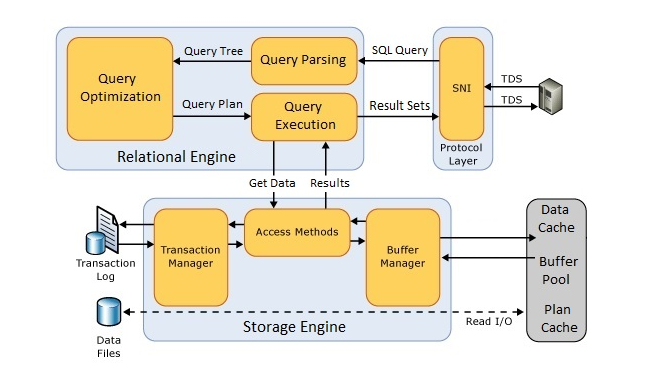 Query Tree
SQL Query
Query Parsing
Query
Optimization
SNI
TDS
TDS
Query Plan
Query
Execution
Result Sets
Protocol
Layer
Relational Engine
Get Data
Results
Data
Cache
Buffer
Pool
Plan
Cache
Access Methods
Transaction
Manager
Buffer
Manager
Transaction
Log
Read I/O
Storage Engine
Data
Files